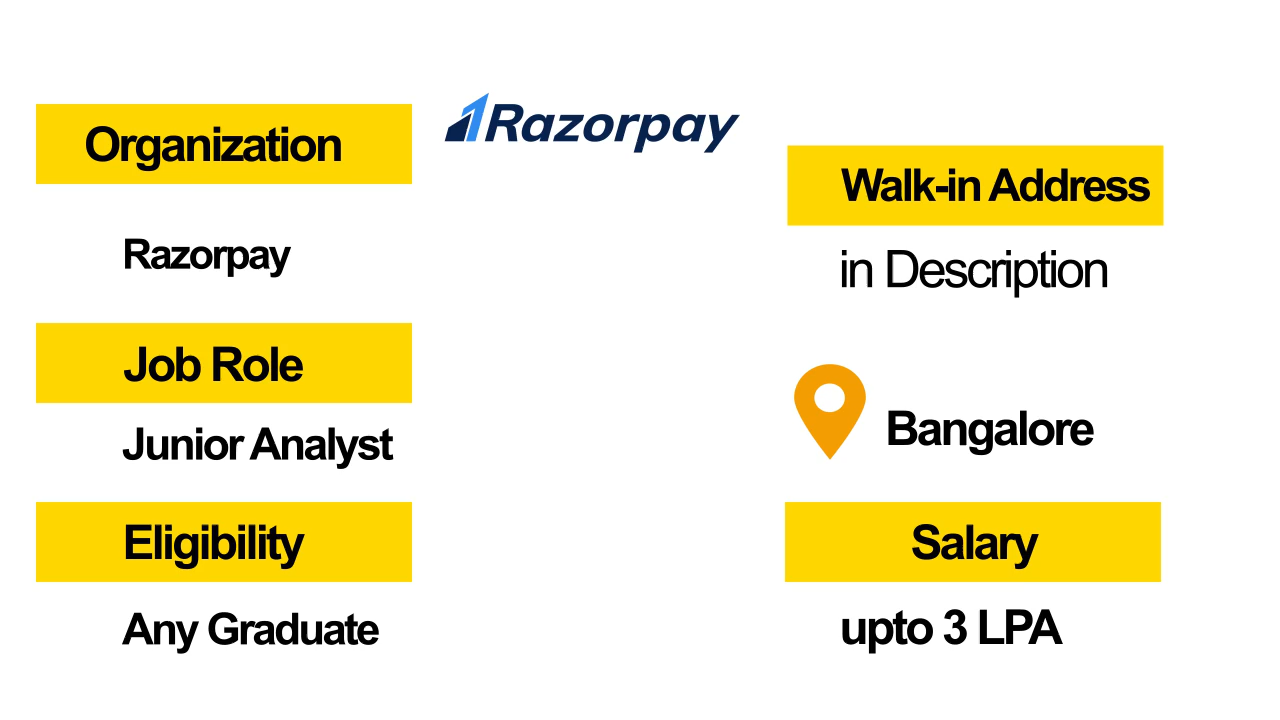 Organization
Razorpay
Razorpay
Job Role
Junior Analyst
Eligibility
Any Graduate
Walk-in Address
in Description
Bangalore
Salary
upto 3 LPA